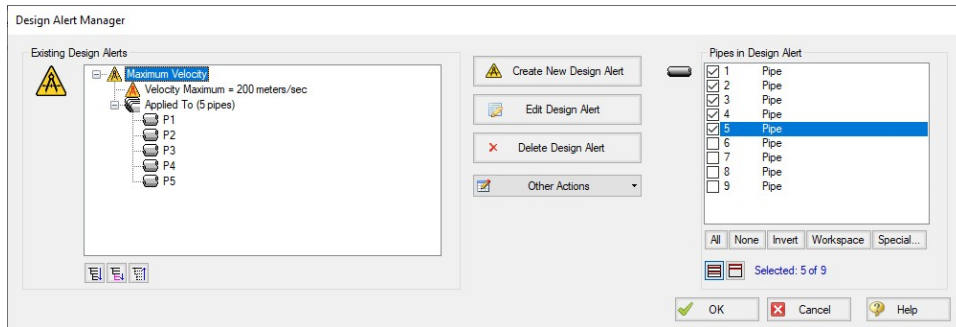 Design Alert Manager
Existing Design Alerts
Maximum Velocity
Velocity Maximum = 200 meters/sec
Applied To (5 pipes)
P1
P2
P3
P4
P5
Create New Design Alert
Edit Design Alert
Delete Design Alert
Other Actions
Pipes in Design Alert
1 Pipe
2 Pipe
3 Pipe
4 Pipe
5 Pipe
6 Pipe
7 Pipe
8 Pipe
9 Pipe
All None Invert Workspace Special...
Selected: 5 of 9
OK Cancel Help